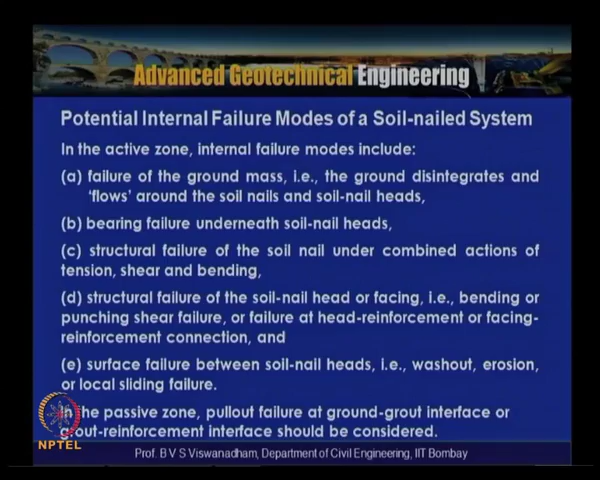 Advanced Geotechnical Engineering
Potential Internal Failure Modes of a Soil-nailed System
In the active zone, internal failure modes include:
(a) failure of the ground mass, i.e., the ground disintegrates and
'flows' around the soil nails and soil-nail heads,
(b) bearing failure underneath soil-nail heads,
(c) structural failure of the soil nail under combined actions of
tension, shear and bending,
(d) structural failure of the soil-nail head or facing, i.e., bending or
punching shear failure, or failure at head-reinforcement or facing-
reinforcement connection, and
(e) surface failure between soil-nail heads, i.e., washout, erosion,
or local sliding failure.
In the passive zone, pullout failure at ground-grout interface or
grout-reinforcement interface should be considered.
NPTEL
Prof. B V S Viswanadham, Department of Civil Engineering, IIT Bombay